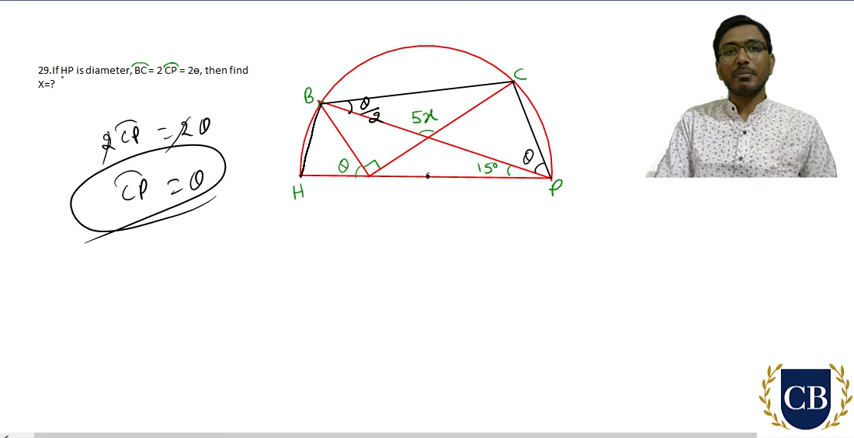 29.If HP is diameter, BC = 2 CP = 2θ, then find
X=?
2CP = 2θ
CP = θ
B
C
θ/2
5x
θ
15°
θ
H
P
CB